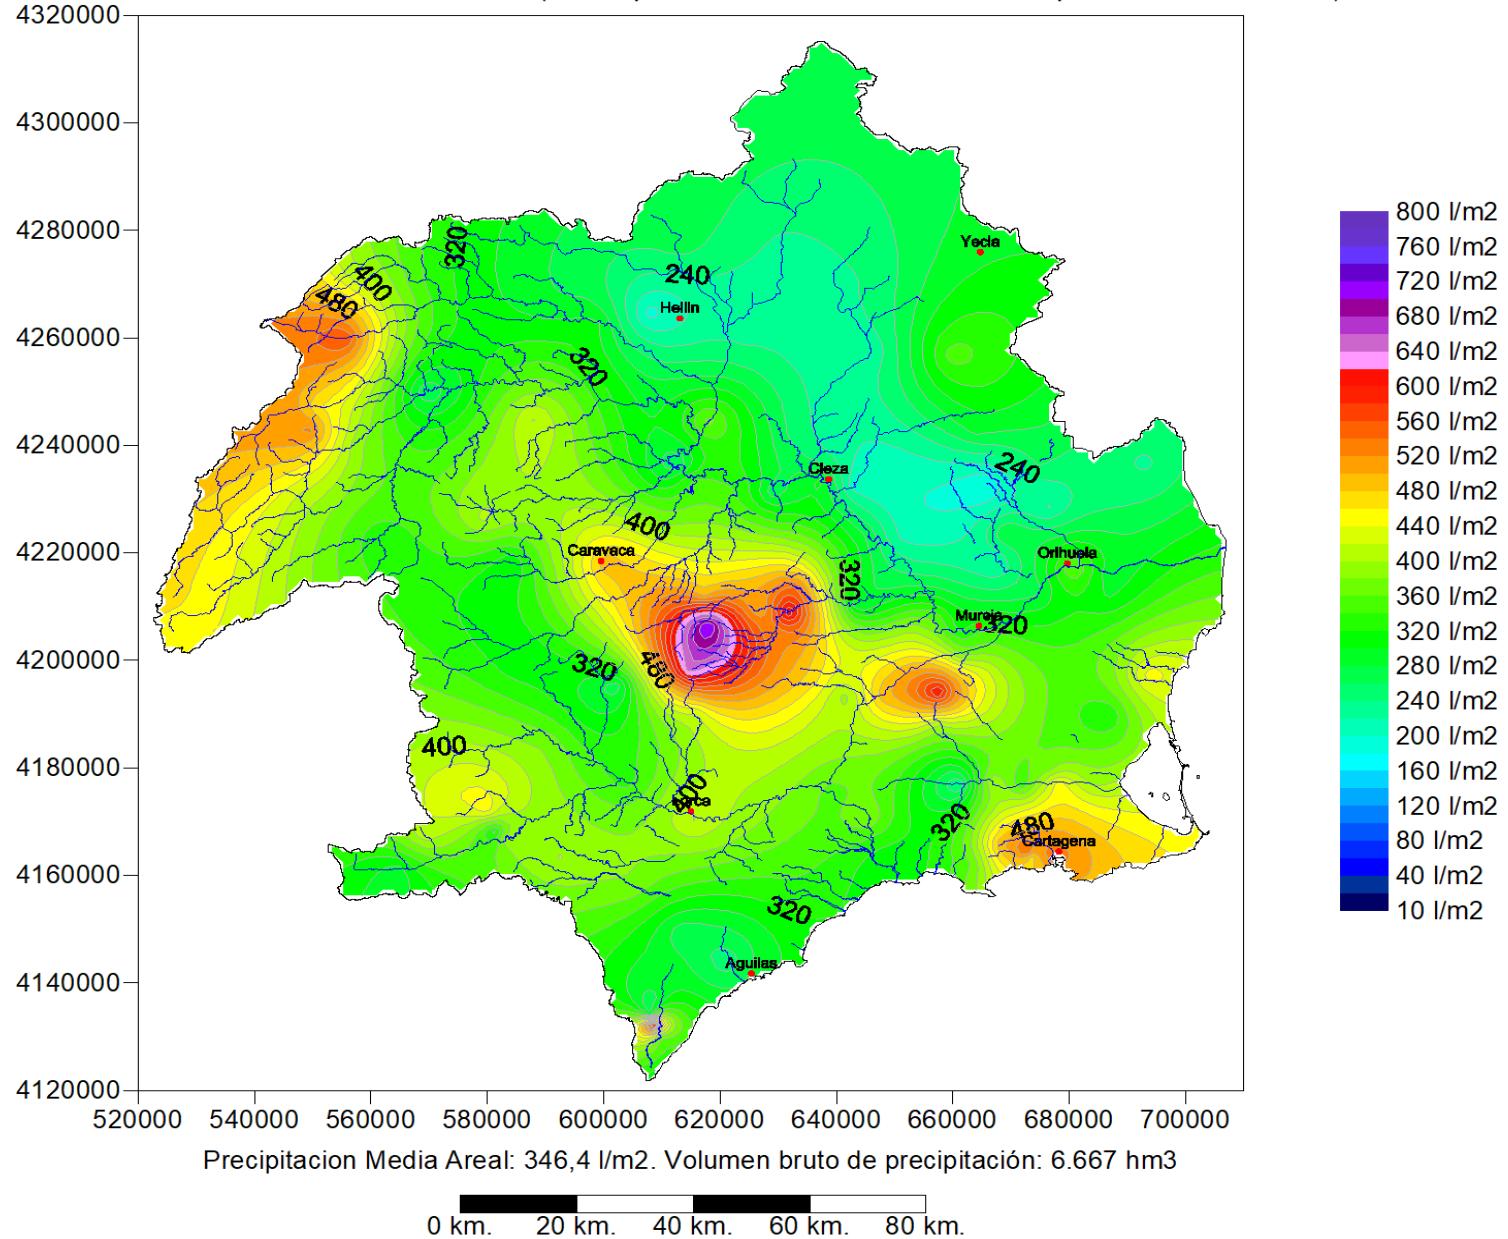 4320000
4300000
4280000
4260000
4240000
4220000
4200000
4180000
4160000
4140000
4120000
520000 540000 560000 580000 600000 620000 640000 660000 680000 700000
Yecla
320
400
480
240
Hellin
320
Cieza
240
400
Caravaca
Orihuela
320
Murcia
320
320
480
400
400
Lorca
320
480
Cartagena
320
Aguilas
800 l/m2
760 l/m2
720 l/m2
680 l/m2
640 l/m2
600 l/m2
560 l/m2
520 l/m2
480 l/m2
440 l/m2
400 l/m2
360 l/m2
320 l/m2
280 l/m2
240 l/m2
200 l/m2
160 l/m2
120 l/m2
80 l/m2
40 l/m2
10 l/m2
Precipitacion Media Areal: 346,4 l/m2. Volumen bruto de precipitación: 6.667 hm3
0 km. 20 km. 40 km. 60 km. 80 km.